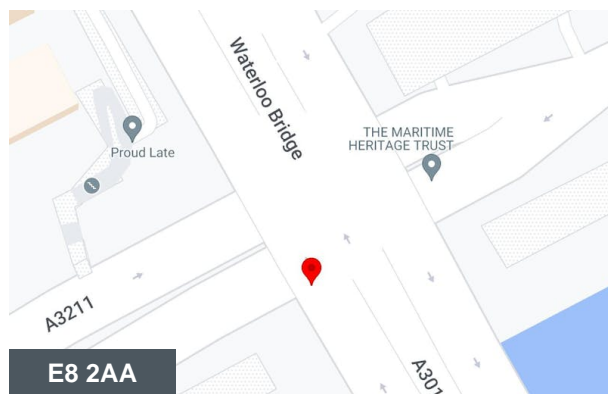 Waterloo Bridge
THE MARITIME
HERITAGE TRUST
Proud Late
A3211
A301
E8 2AA